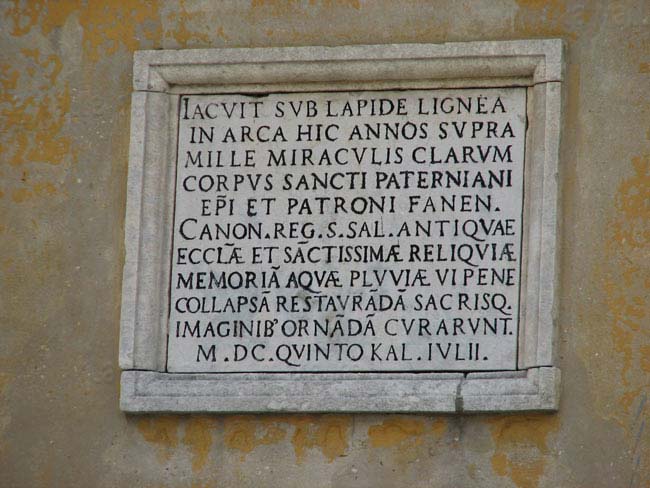 IACVIT SVB LAPIDE LIGNEA
IN ARCA HIC ANNOS SVPRA
MILLE MIRACVLIS CLARVM
CORPVS SANCTI PATERNIANI
EP̃I ET PATRONI FANEN.
CANON.REG.S.SAL.ANTIQVAE
ECCLÆ̃ ET SÃCTISSIMÆ RELIQVIÆ
MEMORIÃ AQVÆ PLVVIÆ VI PENE
COLLAPSÃ RESTAVRÃDÃ SACRISQ.
IMAGINIB' ORNÃDÃ CVRARVNT.
M.DC.QVINTO KAL.IVLII.